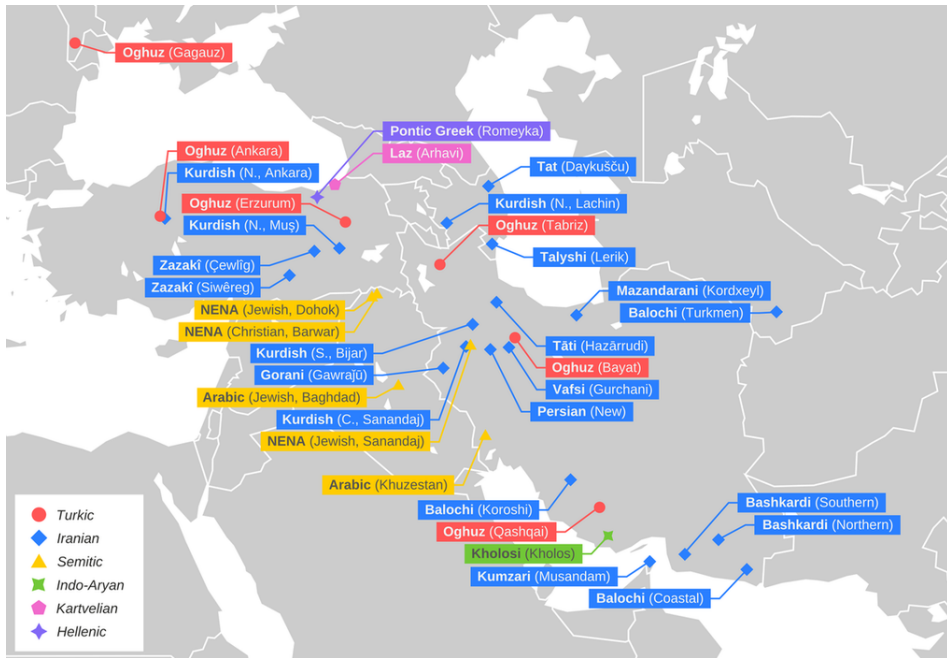 Oghuz (Gagauz)
Pontic Greek (Romeyka)
Laz (Arhavi)
Oghuz (Ankara)
Kurdish (N., Ankara)
Tat (Daykušču)
Oghuz (Erzurum)
Kurdish (N., Lachin)
Kurdish (N., Muş)
Oghuz (Tabriz)
Talyshi (Lerik)
Zazakî (Çewlîg)
Zazakî (Siwêreg)
Mazandarani (Kordxeyl)
NENA (Jewish, Dohok)
Balochi (Turkmen)
NENA (Christian, Barwar)
Kurdish (S., Bijar)
Tāti (Hazārrudi)
Gorani (Gawraǰū)
Oghuz (Bayat)
Arabic (Jewish, Baghdad)
Vafsi (Gurchani)
Kurdish (C., Sanandaj)
Persian (New)
NENA (Jewish, Sanandaj)
Arabic (Khuzestan)
Balochi (Koroshi)
Bashkardi (Southern)
Oghuz (Qashqai)
Bashkardi (Northern)
Kholosi (Kholos)
Kumzari (Musandam)
Balochi (Coastal)
Turkic
Iranian
Semitic
Indo-Aryan
Kartvelian
Hellenic